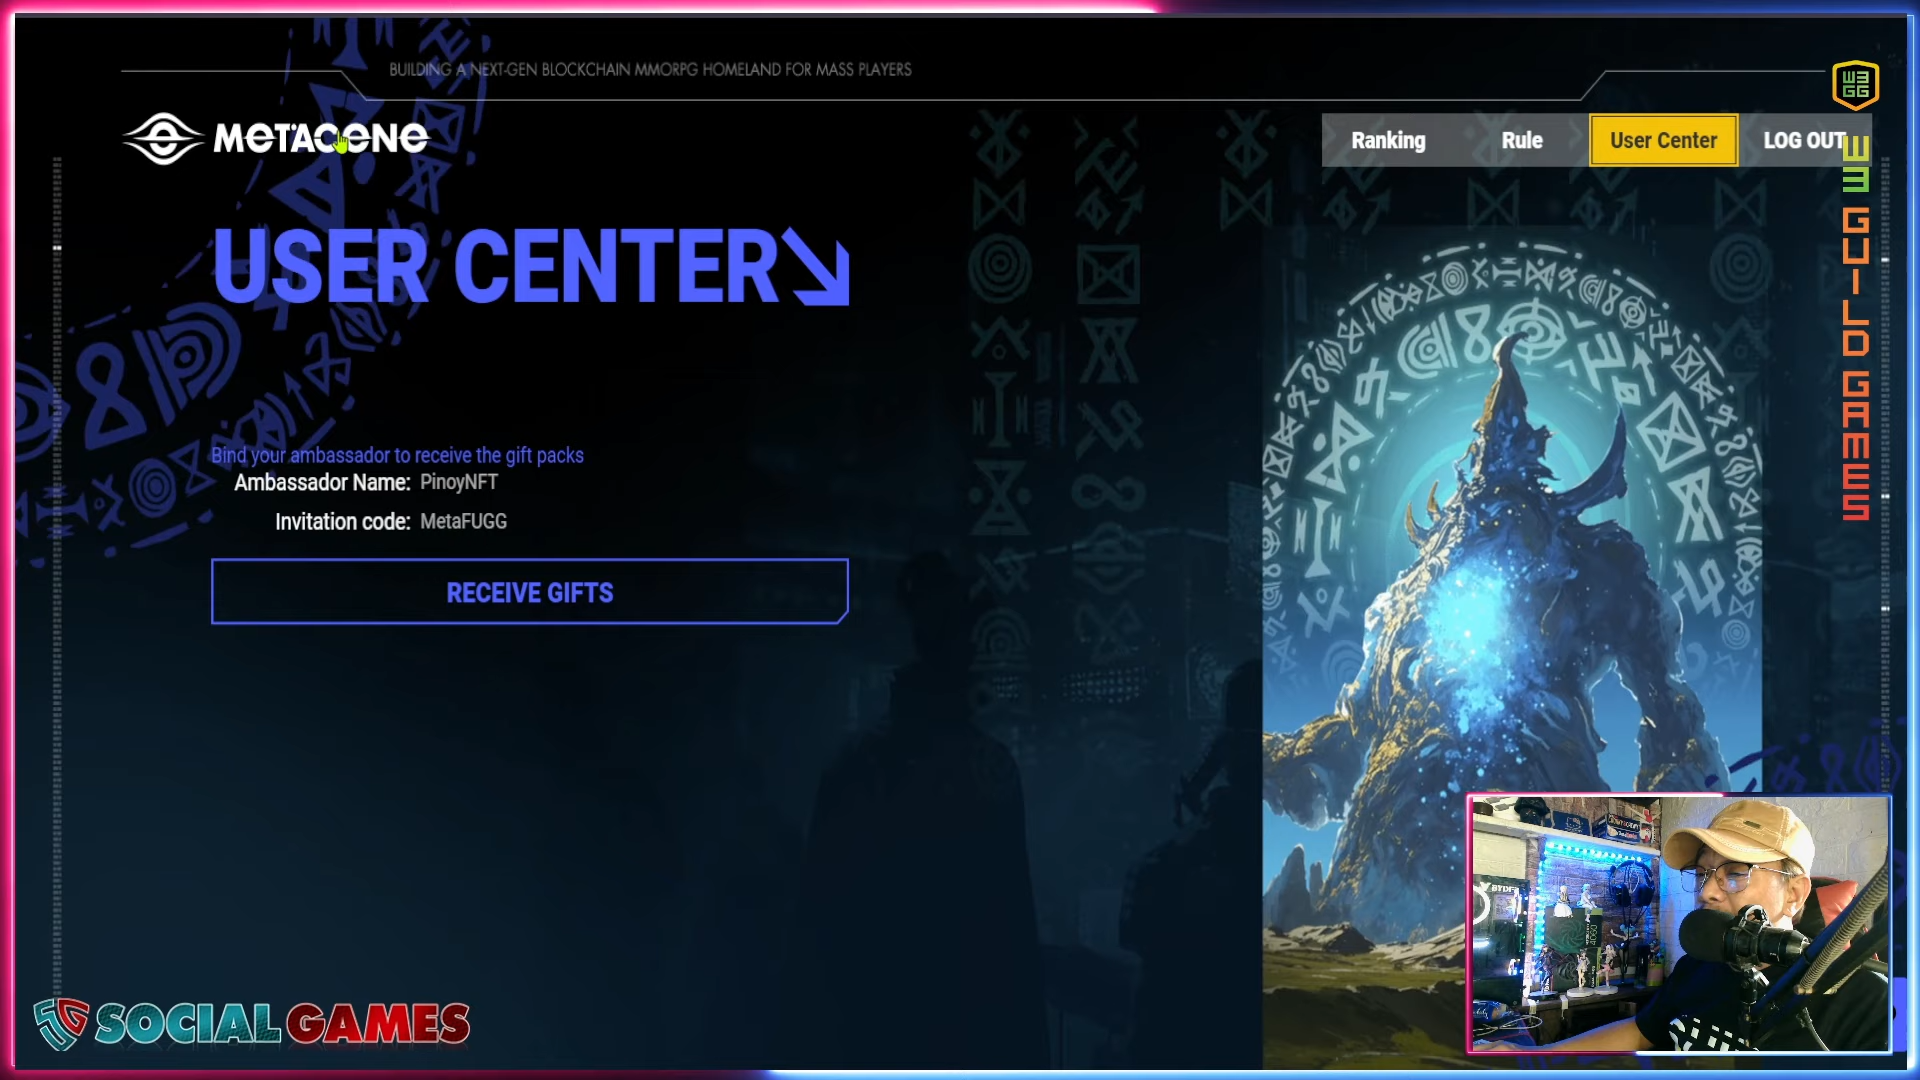 BUILDING A NEXT-GEN BLOCKCHAIN MMORPG HOMELAND FOR MASS PLAYERS
METACENE
Ranking
Rule
User Center
LOG OUT
W3GG
W3 GUILD GAMES
USER CENTER
Bind your ambassador to receive the gift packs
Ambassador Name: PinoyNFT
Invitation code: MetaFUGG
RECEIVE GIFTS
SOCIAL GAMES